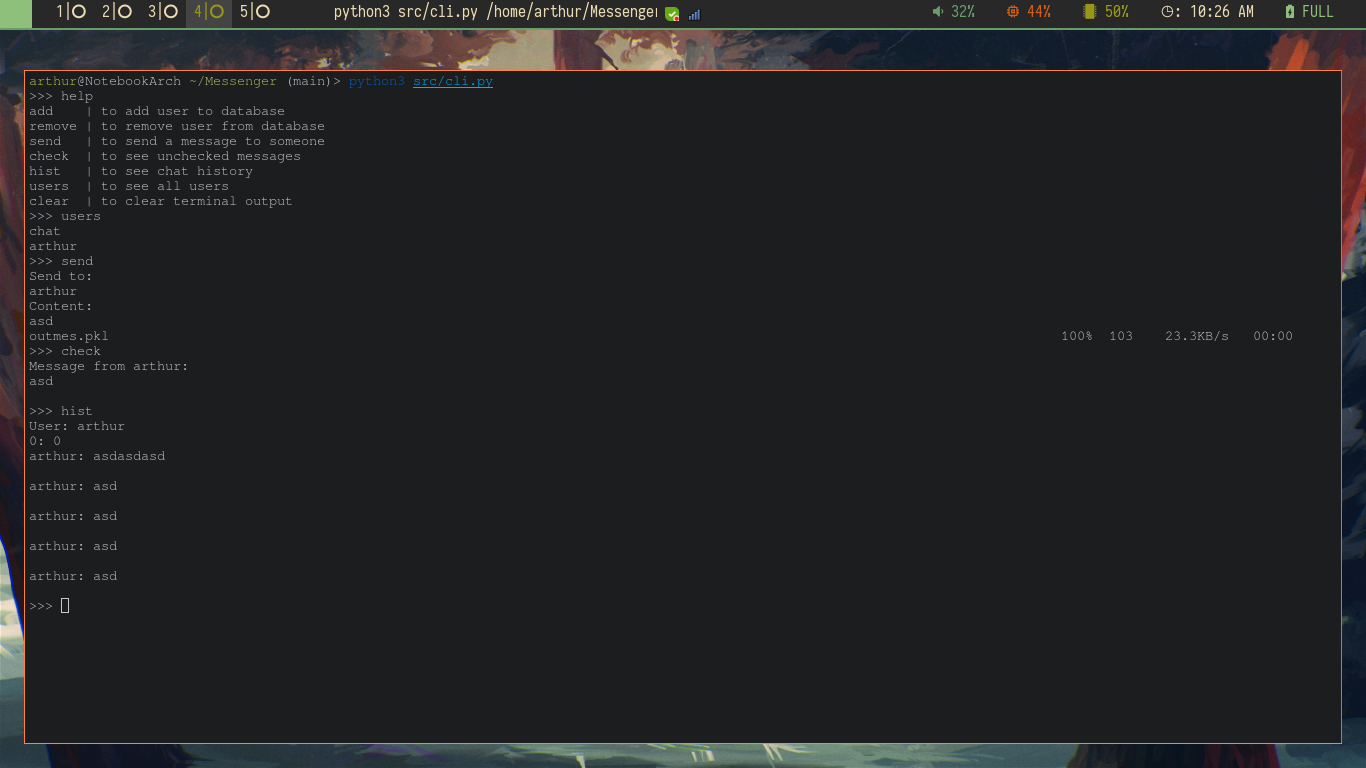 1| 2| 3| 4| 5| python3 src/cli.py /home/arthur/Messenger 32% 44% 50% : 10:26 AM FULL
arthur@NotebookArch ~/Messenger (main)> python3 src/cli.py
>>> help
add    | to add user to database
remove | to remove user from database
send   | to send a message to someone
check  | to see unchecked messages
hist   | to see chat history
users  | to see all users
clear  | to clear terminal output
>>> users
chat
arthur
>>> send
Send to:
arthur
Content:
asd
outmes.pkl 100% 103 23.3KB/s 00:00
>>> check
Message from arthur:
asd
>>> hist
User: arthur
0: 0
arthur: asdasdasd
arthur: asd
arthur: asd
arthur: asd
arthur: asd
>>>